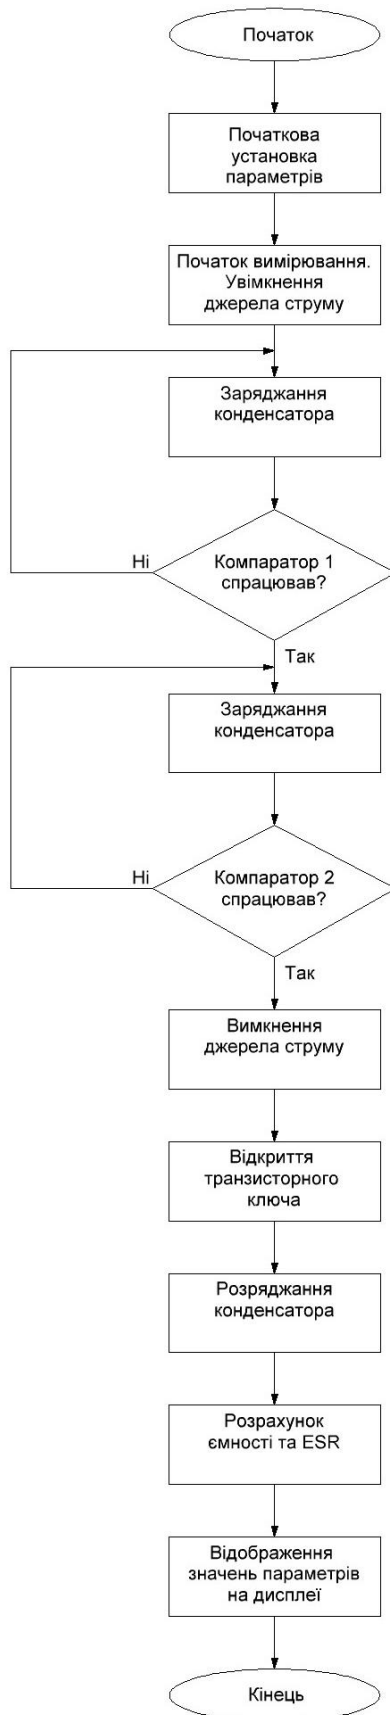 Початок
Початкова
установка
параметрів
Початок вимірювання.
Увімкнення
джерела струму
Заряджання
конденсатора
Ні
Компаратор 1
спрацював?
Так
Заряджання
конденсатора
Ні
Компаратор 2
спрацював?
Так
Вимкнення
джерела струму
Відкриття
транзисторного
ключа
Розряджання
конденсатора
Розрахунок
ємності та ESR
Відображення
значень параметрів
на дисплеї
Кінець